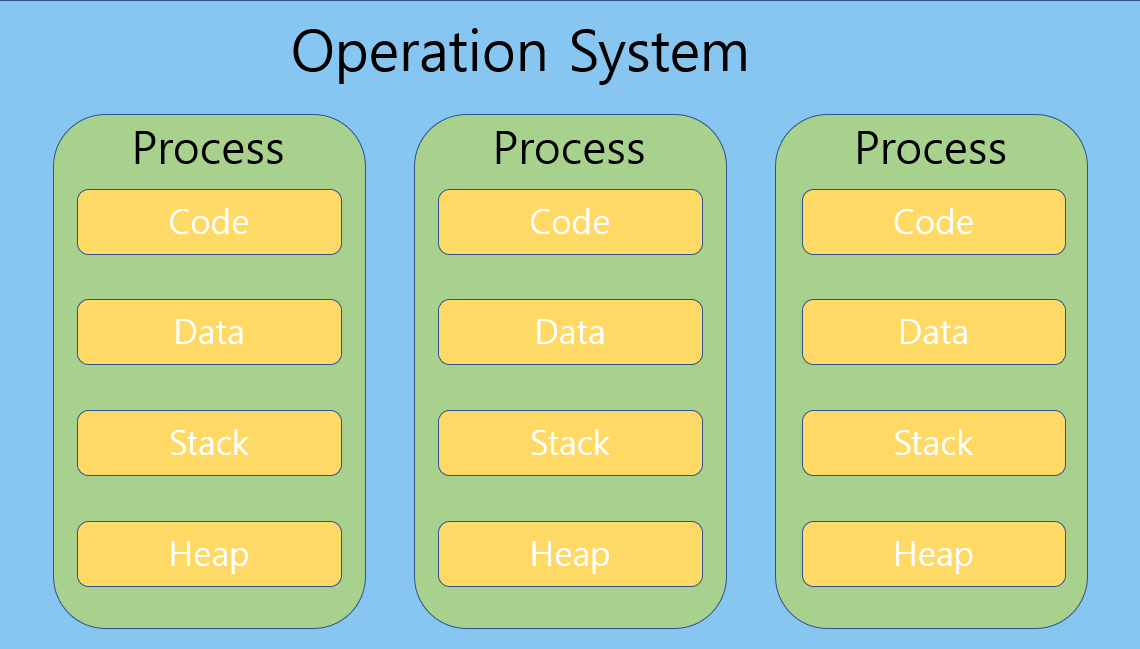 Operation System
Process
Code
Data
Stack
Heap
Process
Code
Data
Stack
Heap
Process
Code
Data
Stack
Heap